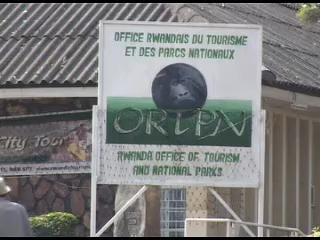 OFFICE RWANDAIS DU TOURISME
ET DES PARCS NATIONAUX
ORTPN
RWANDA OFFICE OF TOURISM
AND NATIONAL PARKS
City Tour